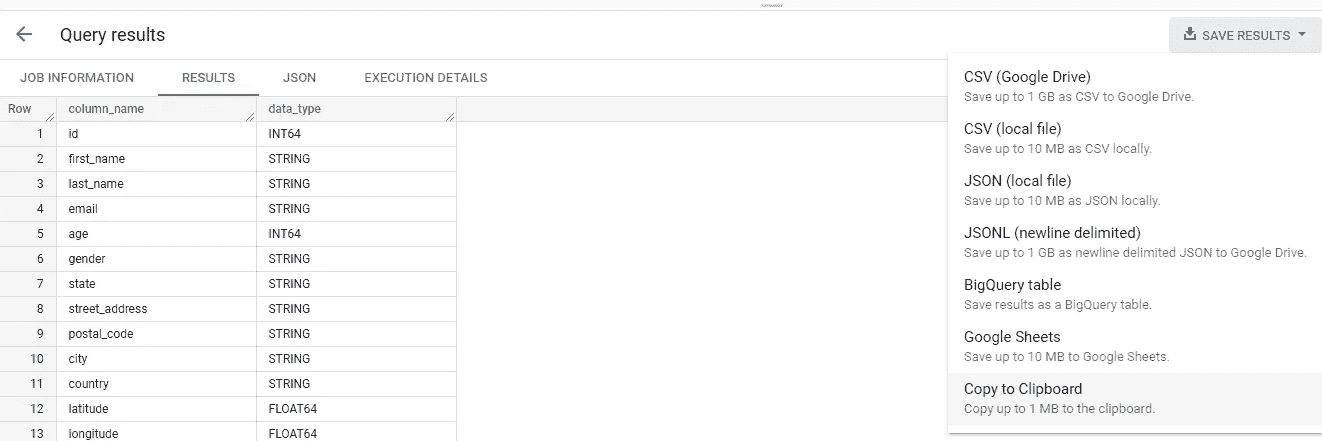 Query results
SAVE RESULTS
JOB INFORMATION RESULTS JSON EXECUTION DETAILS
Row column_name data_type
1 id INT64
2 first_name STRING
3 last_name STRING
4 email STRING
5 age INT64
6 gender STRING
7 state STRING
8 street_address STRING
9 postal_code STRING
10 city STRING
11 country STRING
12 latitude FLOAT64
13 longitude FLOAT64
CSV (Google Drive)
Save up to 1 GB as CSV to Google Drive.
CSV (local file)
Save up to 10 MB as CSV locally.
JSON (local file)
Save up to 10 MB as JSON locally.
JSONL (newline delimited)
Save up to 1 GB as newline delimited JSON to Google Drive.
BigQuery table
Save results as a BigQuery table.
Google Sheets
Save up to 10 MB to Google Sheets.
Copy to Clipboard
Copy up to 1 MB to the clipboard.